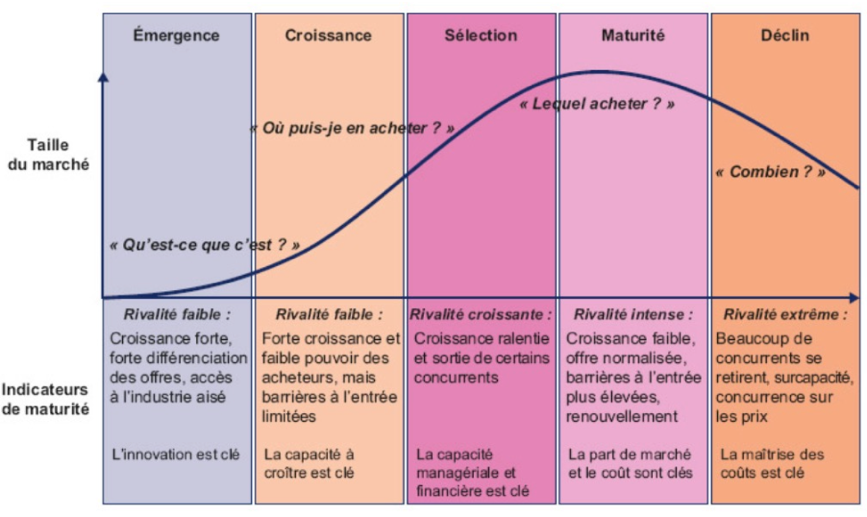 Émergence
Croissance
Sélection
Maturité
Déclin
Taille
du marché
« Qu'est-ce que c'est ? »
« Où puis-je en acheter ? »
« Lequel acheter ? »
« Combien ? »
Indicateurs
de maturité
Rivalité faible :
Croissance forte,
forte différenciation
des offres, accès
à l'industrie aisé
L'innovation est clé
Rivalité faible :
Forte croissance et
faible pouvoir des
acheteurs, mais
barrières à l'entrée
limitées
La capacité à
croître est clé
Rivalité croissante :
Croissance ralentie
et sortie de certains
concurrents
La capacité
managériale et
financière est clé
Rivalité intense :
Croissance faible,
offre normalisée,
barrières à l'entrée
plus élevées,
renouvellement
La part de marché
et le coût sont clés
Rivalité extrême :
Beaucoup de
concurrents se
retirent, surcapacité,
concurrence sur
les prix
La maîtrise des
coûts est clé